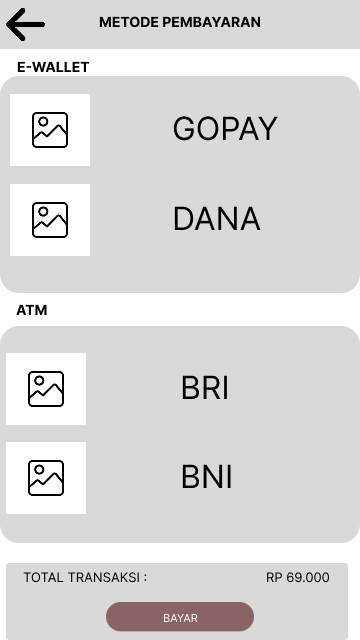 METODE PEMBAYARAN
E-WALLET
GOPAY
DANA
ATM
BRI
BNI
TOTAL TRANSAKSI : RP 69.000
BAYAR